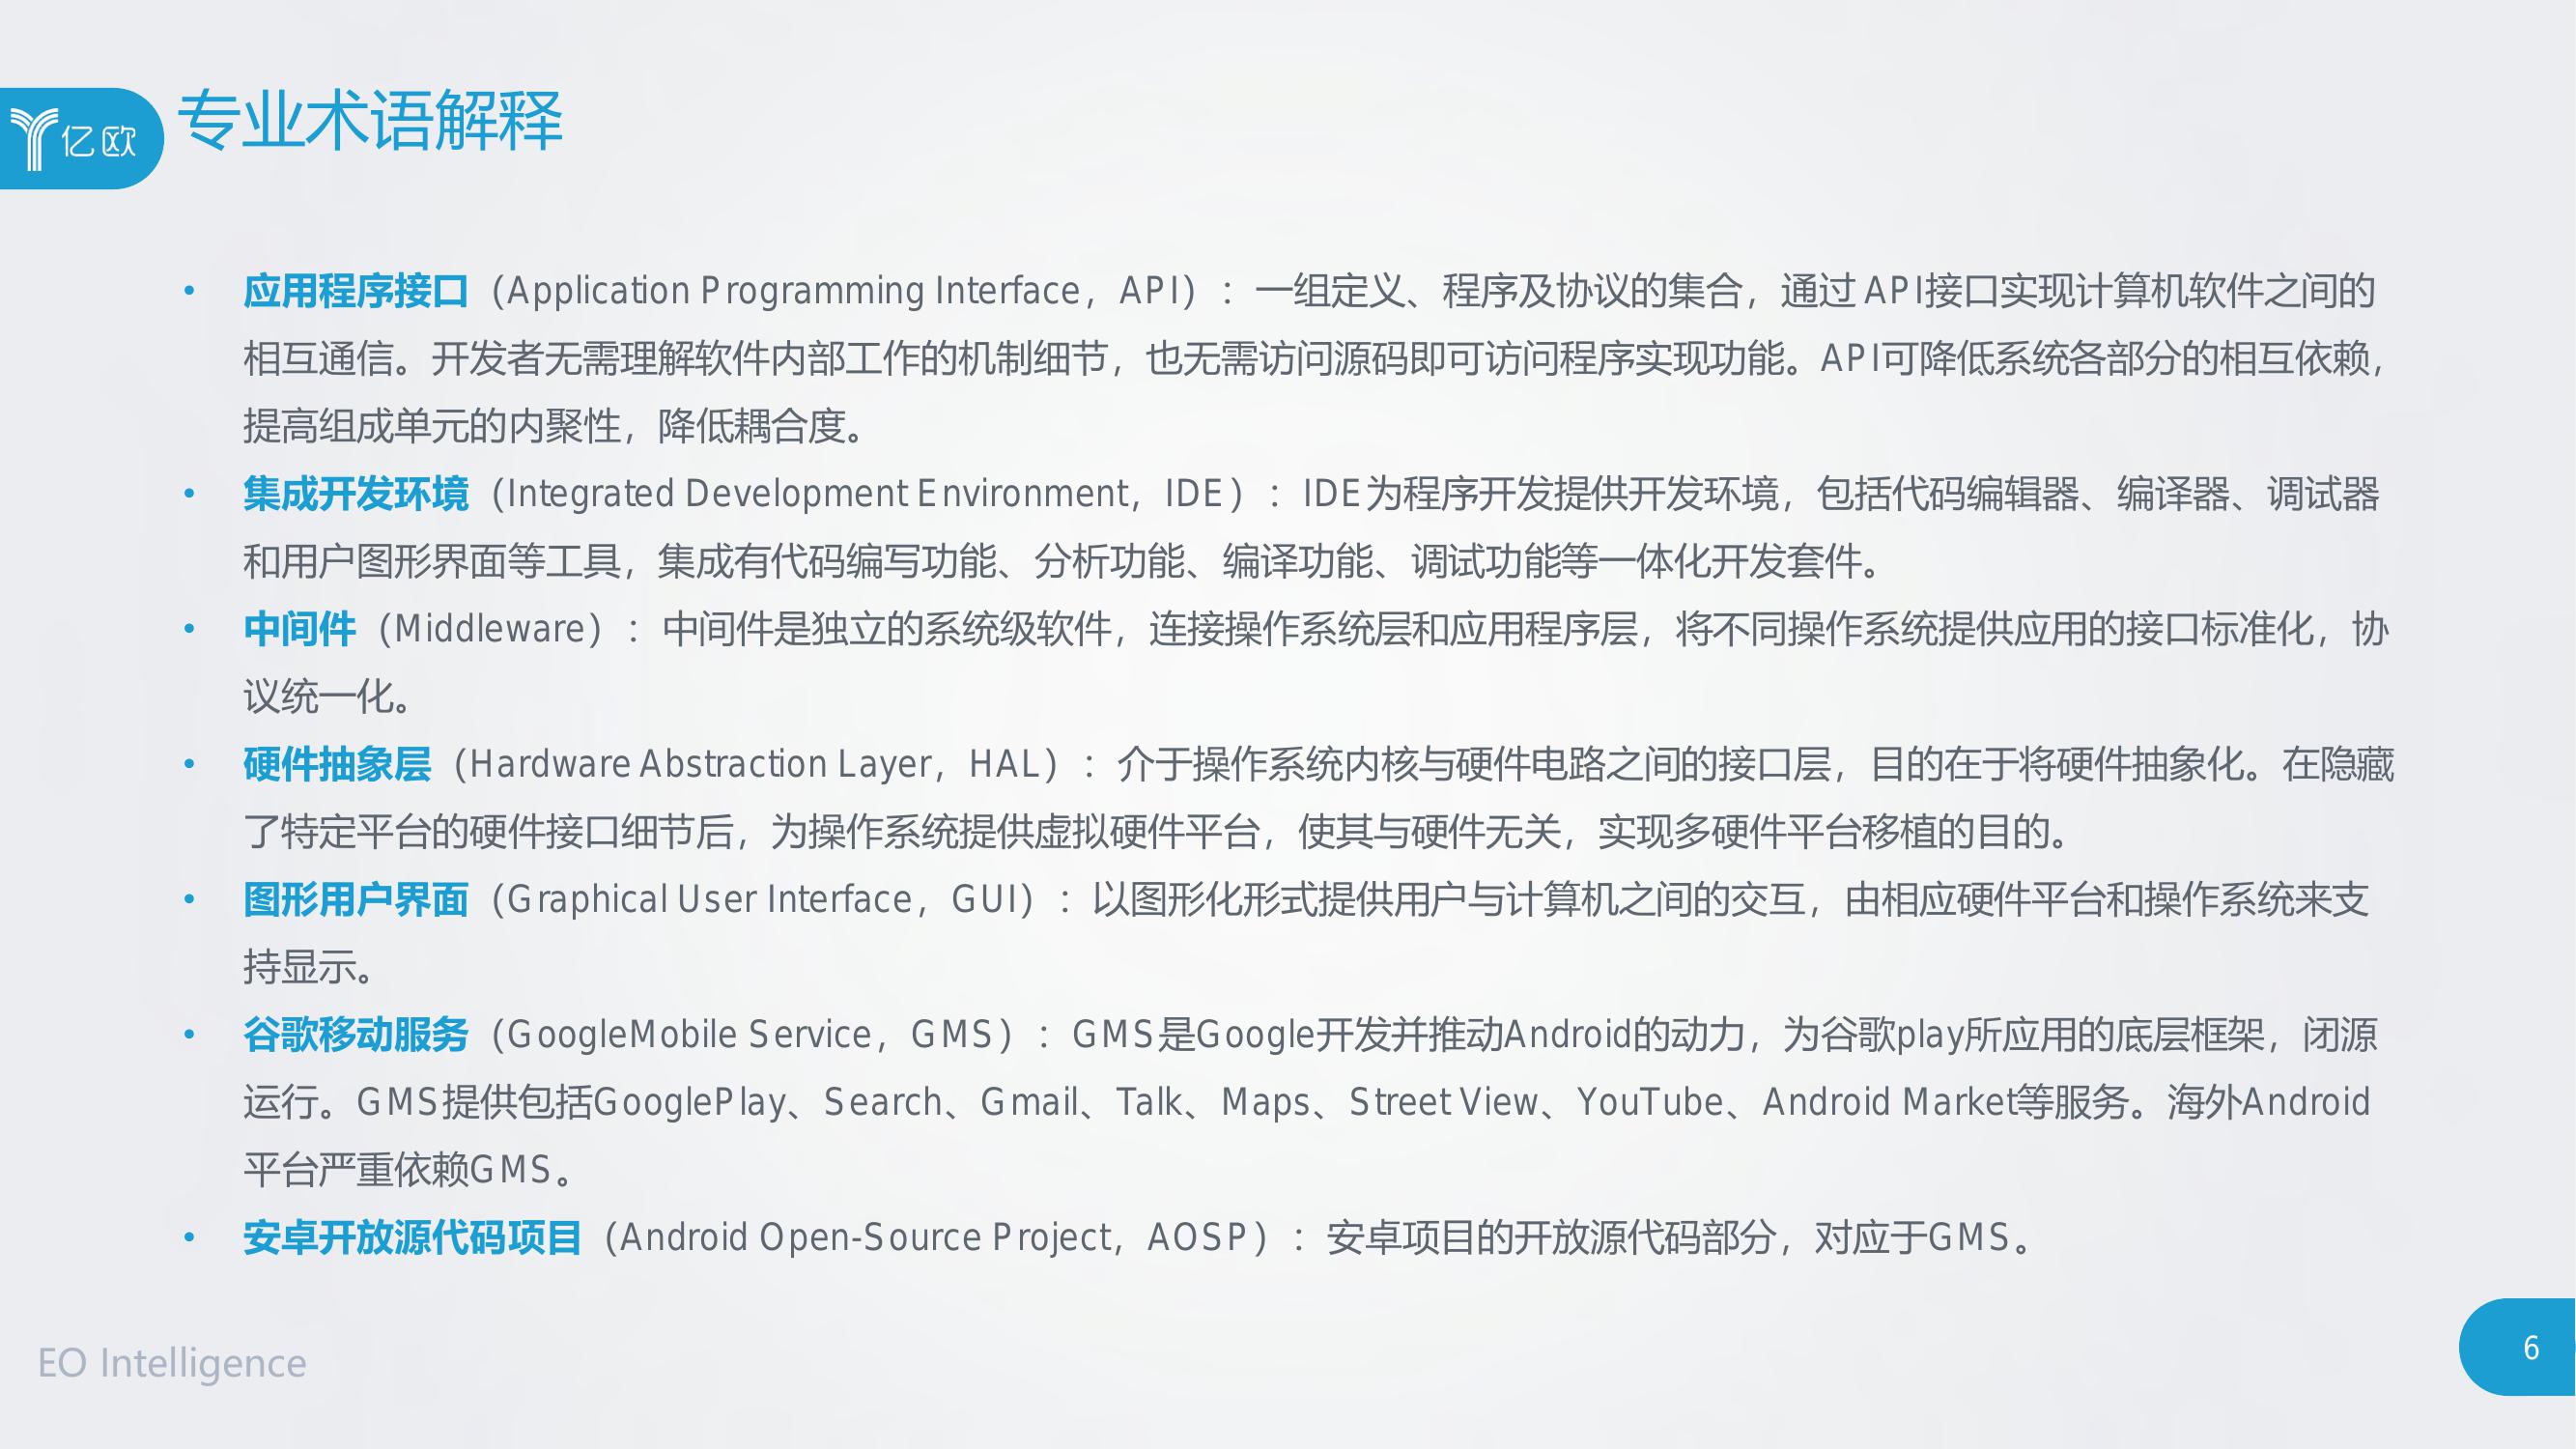 亿欧
专业术语解释
• 应用程序接口（Application Programming Interface，API）：一组定义、程序及协议的集合，通过API接口实现计算机软件之间的
相互通信。开发者无需理解软件内部工作的机制细节，也无需访问源码即可访问程序实现功能。API可降低系统各部分的相互依赖，
提高组成单元的内聚性，降低耦合度。
• 集成开发环境（Integrated Development Environment，IDE）：IDE为程序开发提供开发环境，包括代码编辑器、编译器、调试器
和用户图形界面等工具，集成有代码编写功能、分析功能、编译功能、调试功能等一体化开发套件。
• 中间件（Middleware）：中间件是独立的系统级软件，连接操作系统层和应用程序层，将不同操作系统提供应用的接口标准化，协
议统一化。
• 硬件抽象层（Hardware Abstraction Layer，HAL）：介于操作系统内核与硬件电路之间的接口层，目的在于将硬件抽象化。在隐藏
了特定平台的硬件接口细节后，为操作系统提供虚拟硬件平台，使其与硬件无关，实现多硬件平台移植的目的。
• 图形用户界面（Graphical User Interface，GUI）：以图形化形式提供用户与计算机之间的交互，由相应硬件平台和操作系统来支
持显示。
• 谷歌移动服务（GoogleMobile Service，GMS）：GMS是Google开发并推动Android的动力，为谷歌play所应用的底层框架，闭源
运行。GMS提供包括GooglePlay、Search、Gmail、Talk、Maps、Street View、YouTube、Android Market等服务。海外Android
平台严重依赖GMS。
• 安卓开放源代码项目（Android Open-Source Project，AOSP）：安卓项目的开放源代码部分，对应于GMS。
EO Intelligence
6